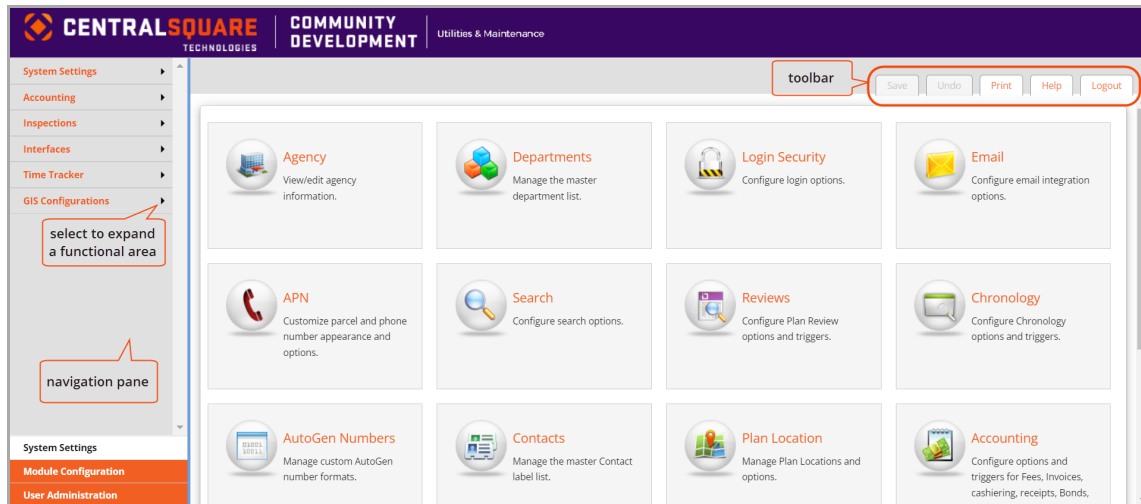 CENTRALSQUARE
TECHNOLOGIES
COMMUNITY
DEVELOPMENT
Utilities & Maintenance
System Settings
Accounting
Inspections
Interfaces
Time Tracker
GIS Configurations
select to expand
a functional area
navigation pane
System Settings
Module Configuration
User Administration
toolbar
Save
Undo
Print
Help
Logout
Agency
View/edit agency
information.
Departments
Manage the master
department list.
Login Security
Configure login options.
Email
Configure email integration
options.
APN
Customize parcel and phone
number appearance and
options.
Search
Configure search options.
Reviews
Configure Plan Review
options and triggers.
Chronology
Configure Chronology
options and triggers.
01001
10011
AutoGen Numbers
Manage custom AutoGen
number formats.
Contacts
Manage the master Contact
label list.
Plan Location
Manage Plan Locations and
options.
Accounting
Configure options and
triggers for Fees, Invoices,
cashiering, receipts, Bonds,